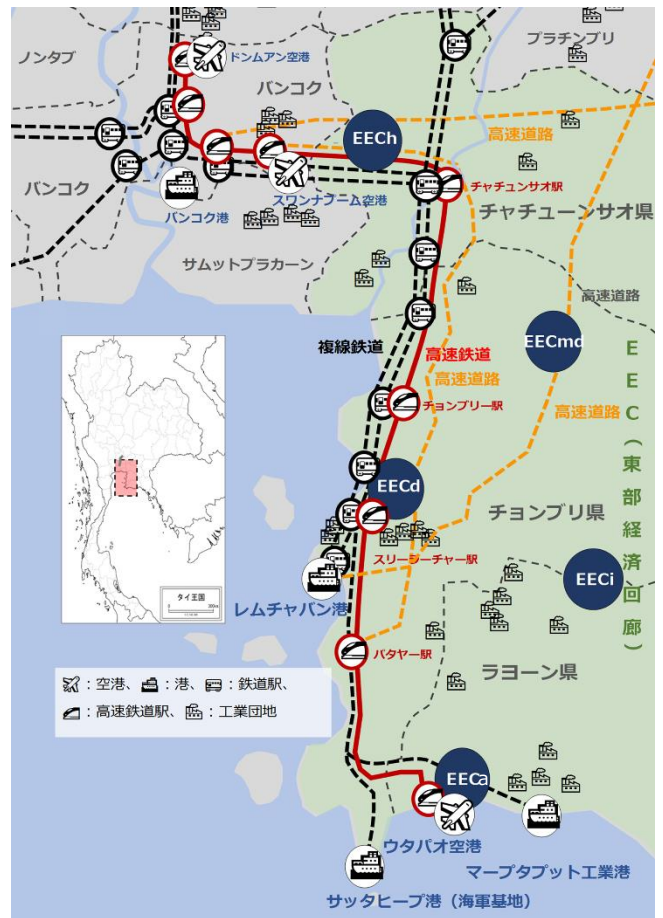 ノンタブ
ドンムアン空港
プラチンブリ
バンコク
EECh
高速道路
バンコク
バンコク港
スワンナプーム空港
チャチュンサオ駅
チャチューンサオ県
サムットプラカーン
高速道路
EECmd
複線鉄道
高速鉄道
高速道路
高速道路
チョンブリー駅
EEC(東部経済回廊)
EECd
チョンブリ県
スリーラーチャー駅
EECi
レムチャバン港
タイ王国
0 300km
パタヤー駅
ラヨーン県
:空港、:港、:鉄道駅、
:高速鉄道駅、:工業団地
EECa
ウタパオ空港
マープタプット工業港
サッタヒープ港(海軍基地)